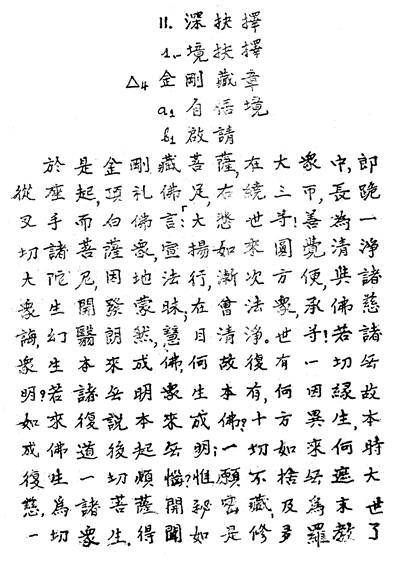 II. 深抉擇
1.. 境抉擇
△4 金剛藏章
a1 自悟境
b1 啟請
於是金剛藏菩薩,在大衆中,即
從座起,頂礼佛足,右繞三帀,長跪
叉手而白佛言:「大悲世尊!善為一
切諸菩薩衆,宣揚如來圓覺清淨
大陀尼,因地法行,漸次方便,與諸
衆生開發蒙昧;在會法衆,承佛慈
誨,幻翳朗然,慧目清淨。世尊!若諸
衆生本來成佛,何故復有一切无
明?若諸无明衆生本有,何因緣故
如來復說本來成佛?十方異生,本
成佛道後起无明;一切如來何時
復生一切煩惱?惟願不捨无遮大
慈,為諸菩薩開祕密藏,及為末世
一切衆生,得聞如是修多羅教了